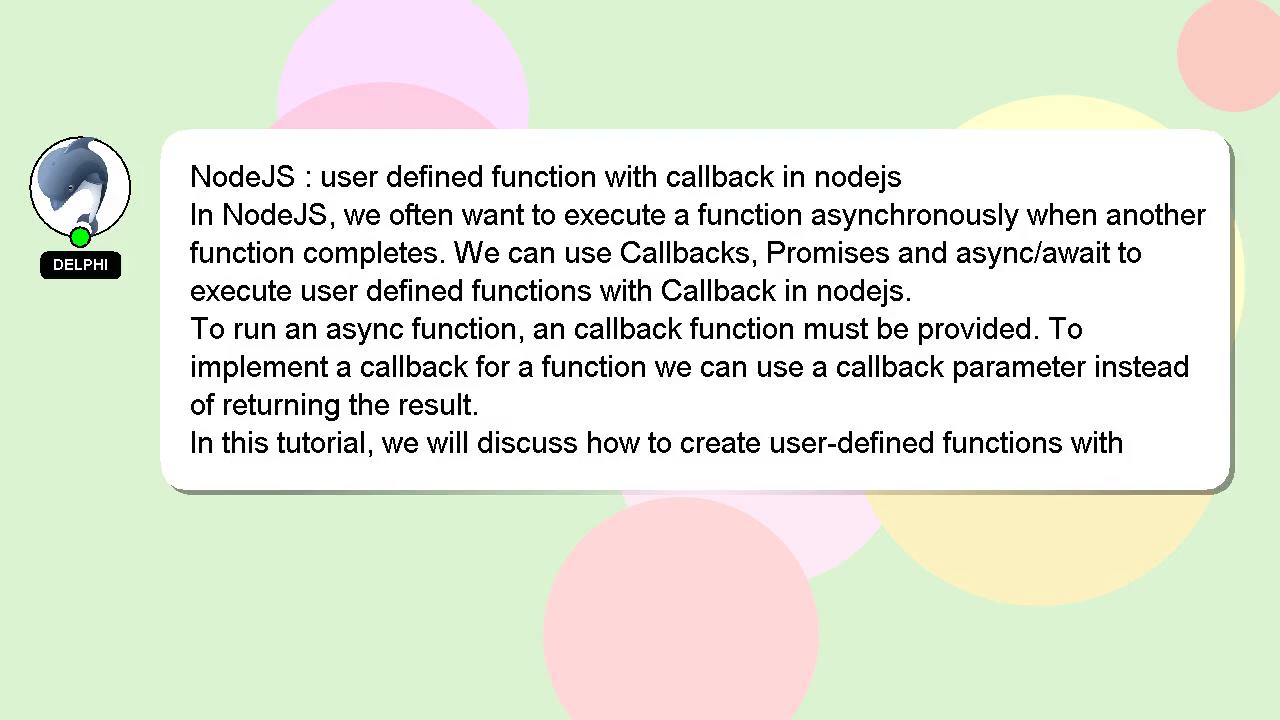 DELPHI
NodeJS : user defined function with callback in nodejs
In NodeJS, we often want to execute a function asynchronously when another
function completes. We can use Callbacks, Promises and async/await to
execute user defined functions with Callback in nodejs.
To run an async function, an callback function must be provided. To
implement a callback for a function we can use a callback parameter instead
of returning the result.
In this tutorial, we will discuss how to create user-defined functions with